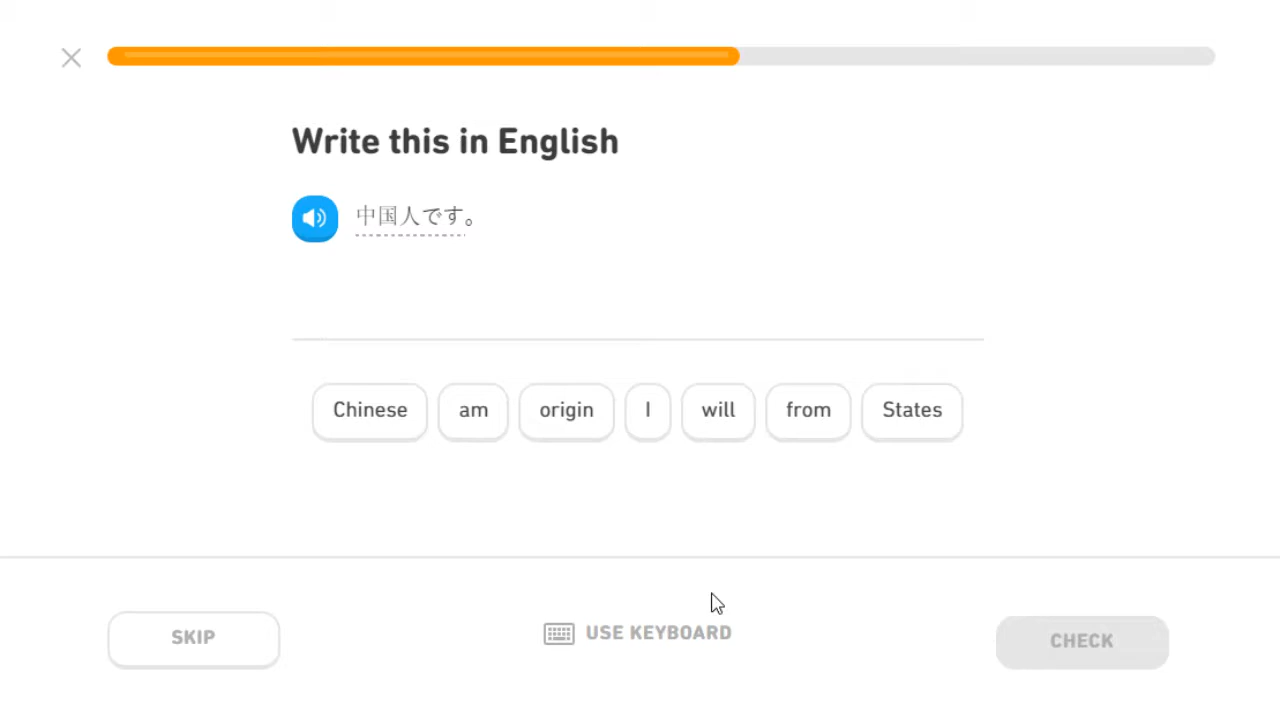 Write this in English
中国人です。
Chinese
am
origin
I
will
from
States
SKIP
USE KEYBOARD
CHECK